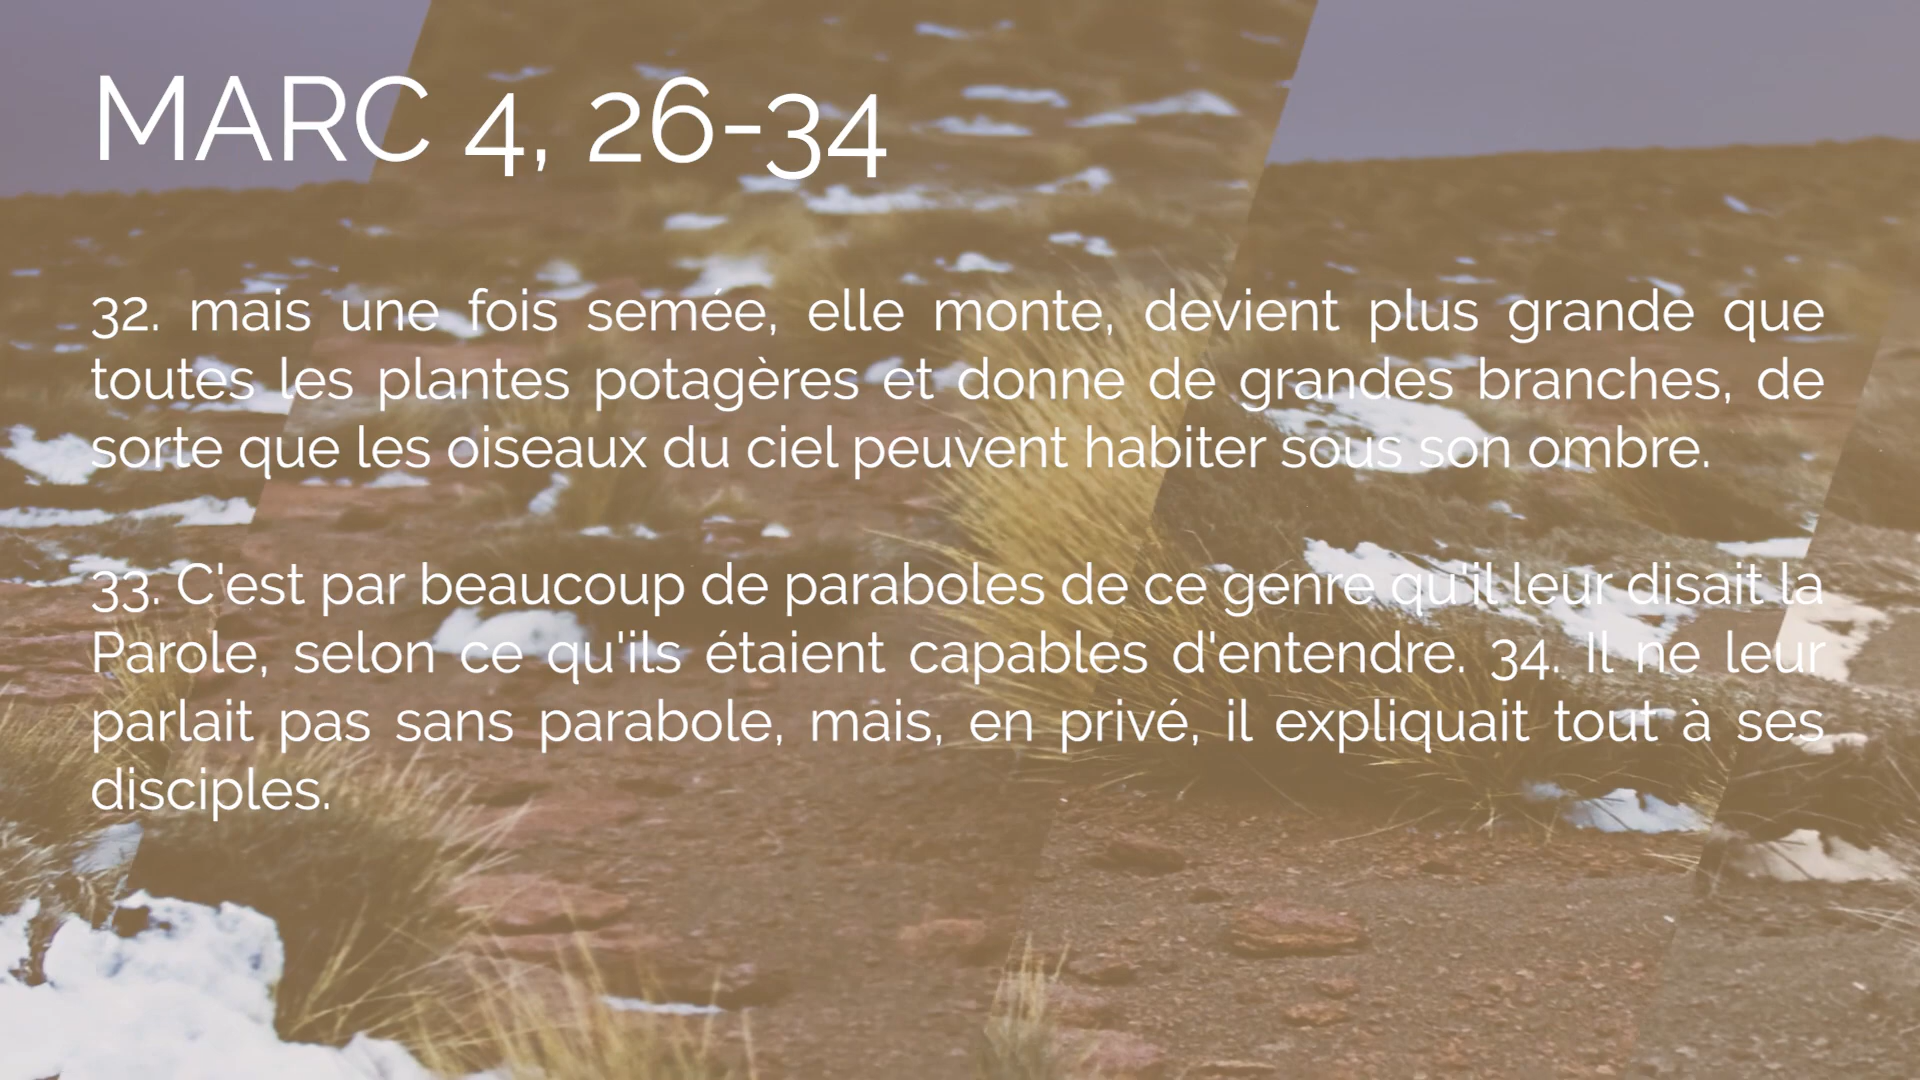 MARC 4, 26-34
32. mais une fois semée, elle monte, devient plus grande que
toutes les plantes potagères et donne de grandes branches, de
sorte que les oiseaux du ciel peuvent habiter sous son ombre.
33. C'est par beaucoup de paraboles de ce genre qu'il leur disait la
Parole, selon ce qu'ils étaient capables d'entendre. 34. Il ne leur
parlait pas sans parabole, mais, en privé, il expliquait tout à ses
disciples.